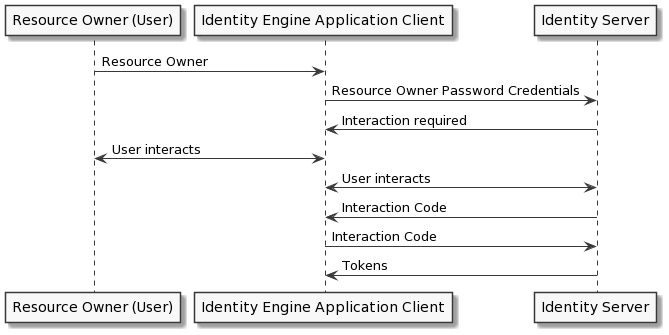 Resource Owner (User)
Identity Engine Application Client
Identity Server
Resource Owner
Resource Owner Password Credentials
Interaction required
User interacts
User interacts
Interaction Code
Interaction Code
Tokens
Resource Owner (User)
Identity Engine Application Client
Identity Server